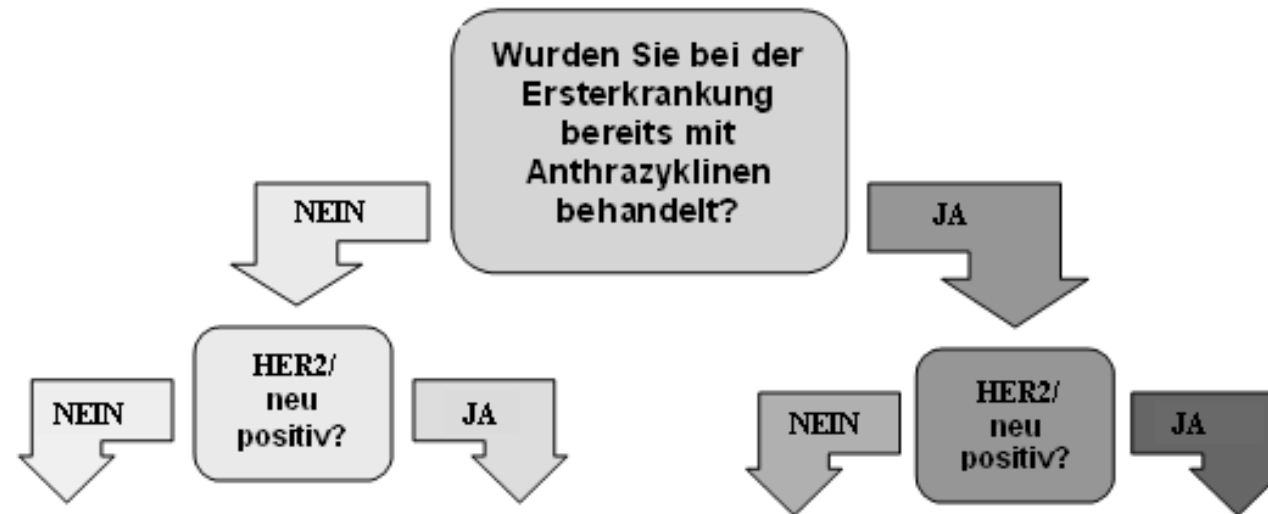 Wurden Sie bei der
Ersterkrankung
bereits mit
Anthrazyklinen
behandelt?
NEIN
JA
HER2/
neu
positiv?
NEIN
JA
HER2/
neu
positiv?
NEIN
JA